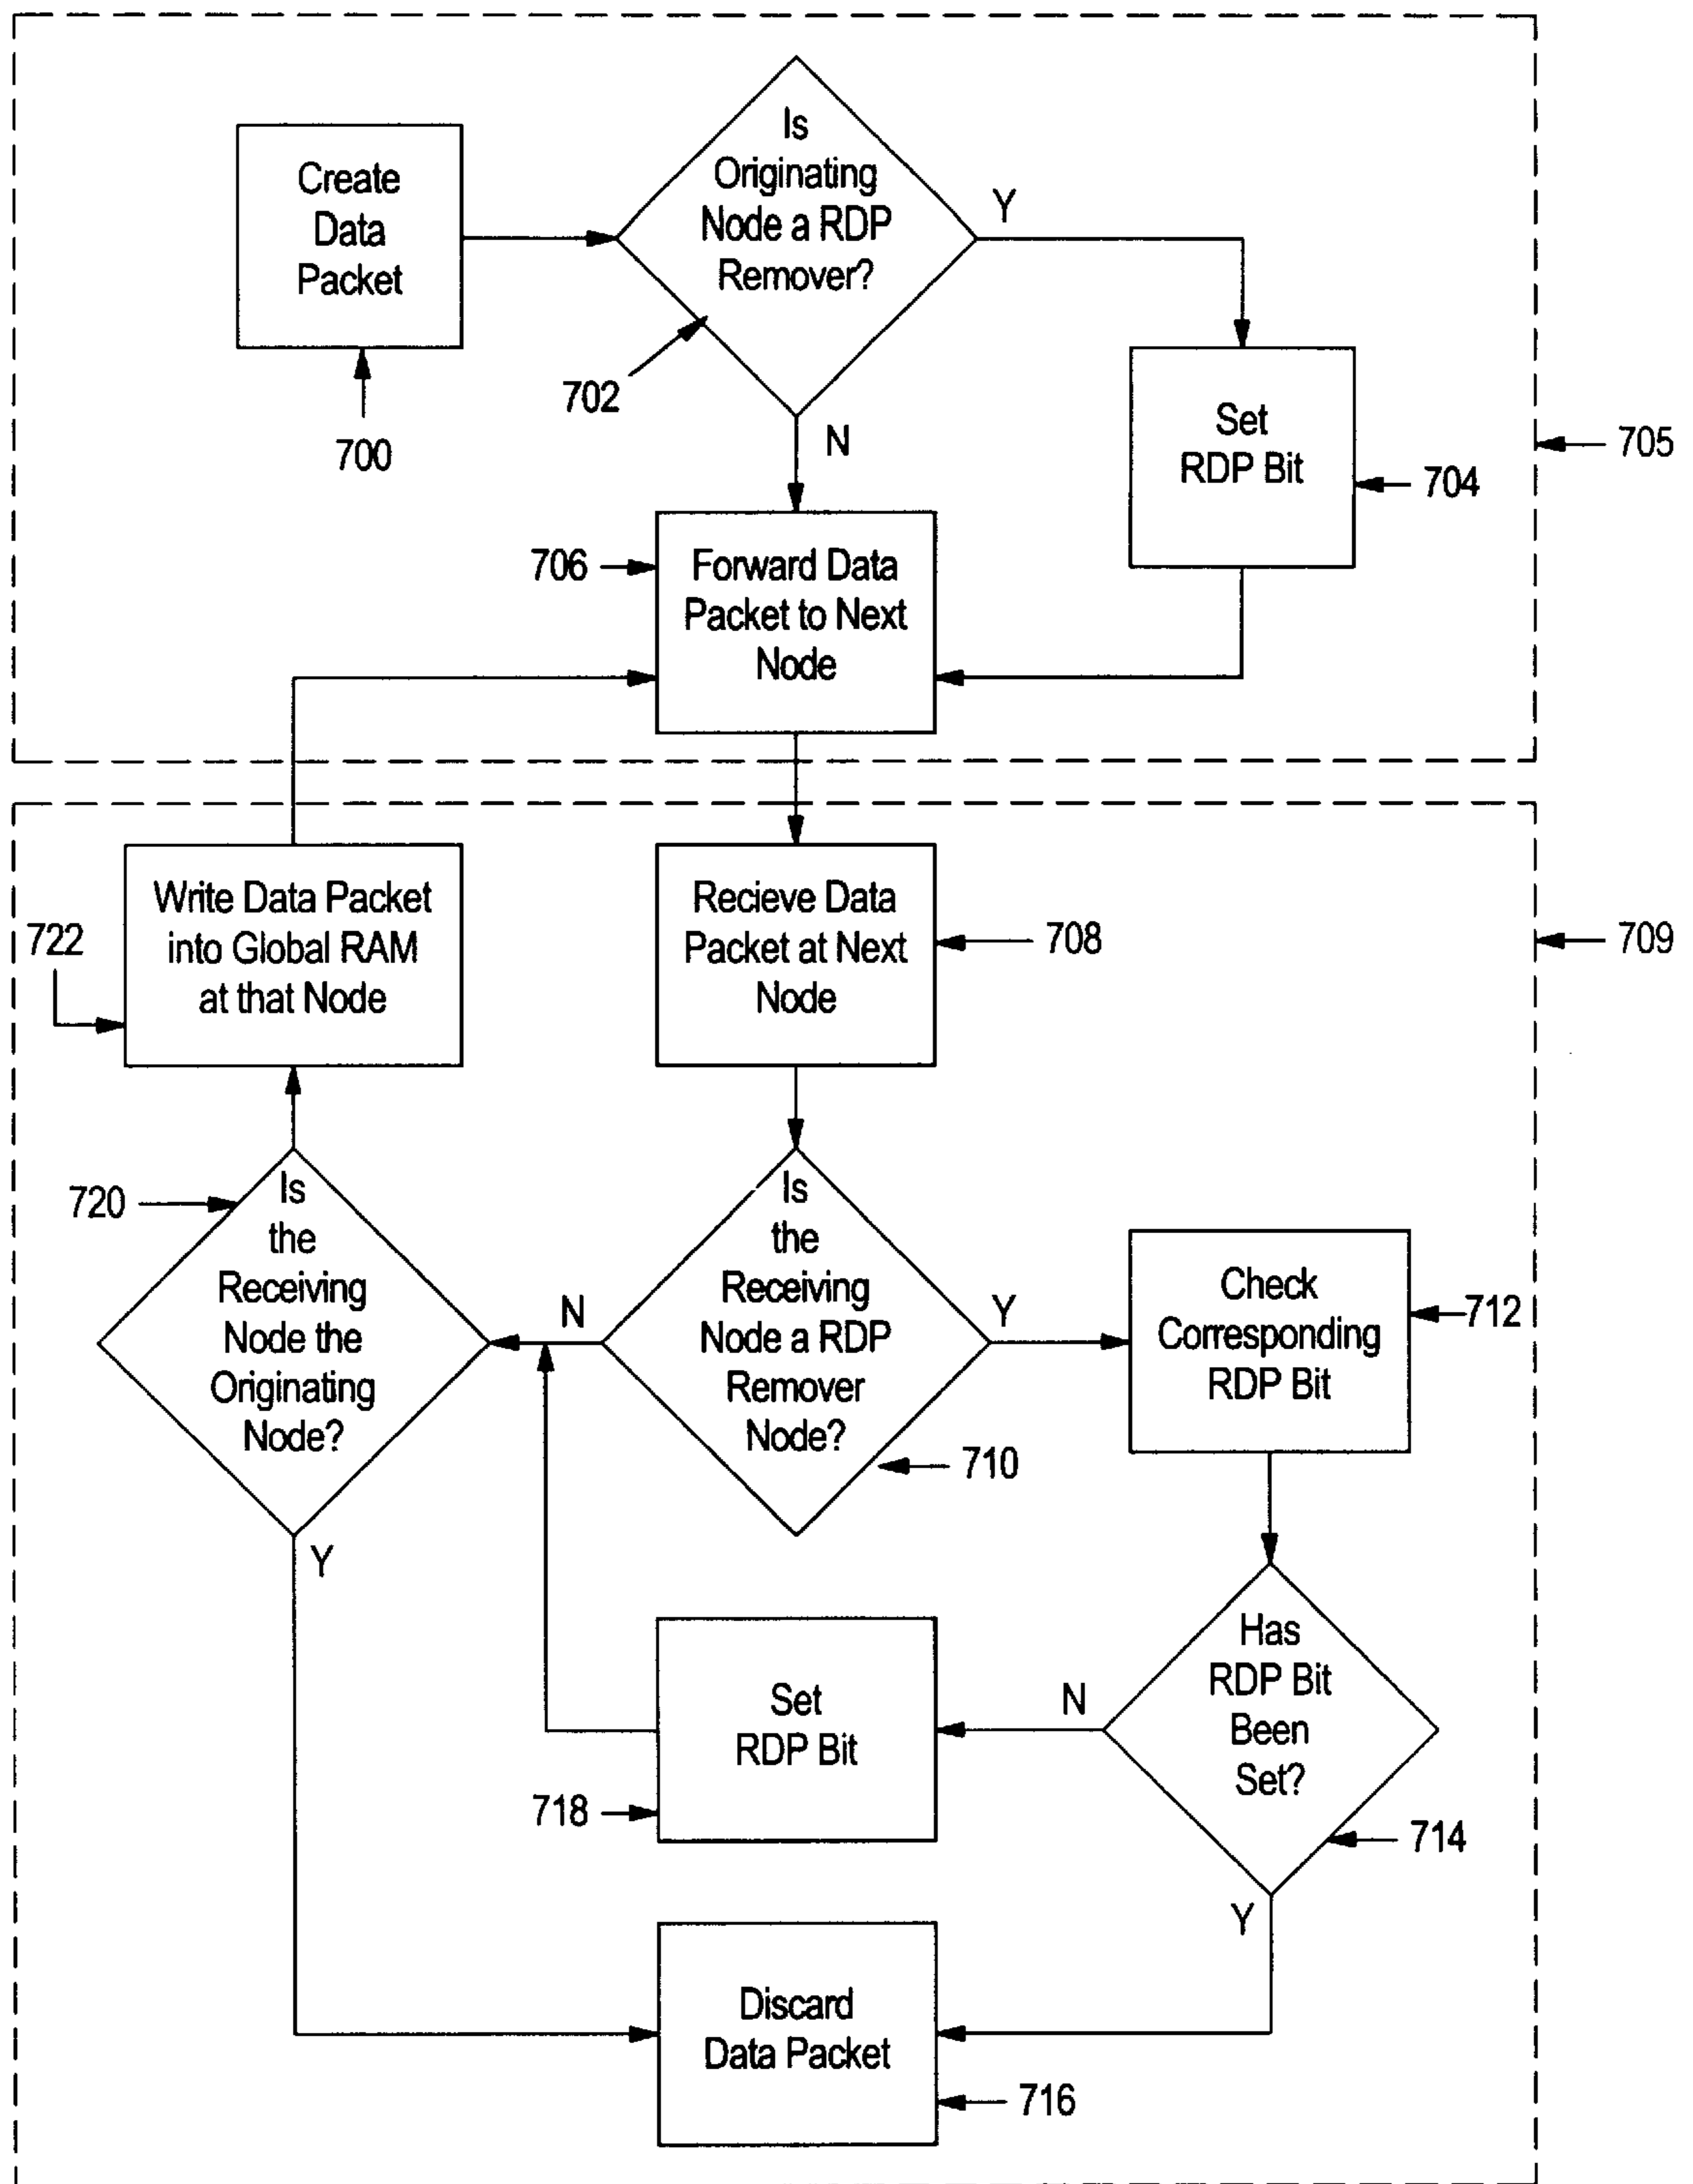 Create
Data
Packet
700
Is
Originating
Node a RDP
Remover?
702
Y
N
Set
RDP Bit
704
705
706
Forward Data
Packet to Next
Node
Write Data Packet
into Global RAM
at that Node
722
Recieve Data
Packet at Next
Node
708
709
720
Is
the
Receiving
Node the
Originating
Node?
Y
N
Is
the
Receiving
Node a RDP
Remover
Node?
710
Y
Check
Corresponding
RDP Bit
712
Has
RDP Bit
Been
Set?
714
N
Y
Set
RDP Bit
718
Discard
Data Packet
716